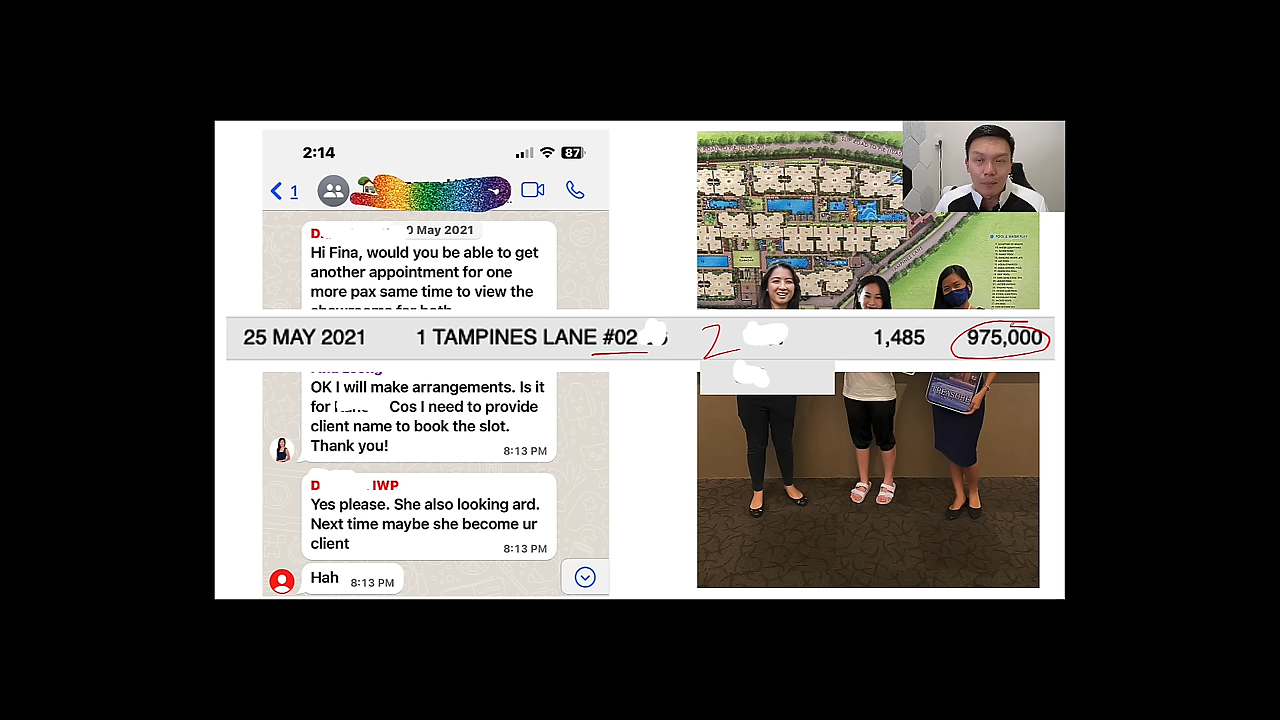 2:14
87
1
D
0 May 2021
Hi Fina, would you be able to get
another appointment for one
more pax same time to view the
25 MAY 2021 1 TAMPINES LANE #02 2 1,485 975,000
OK I will make arrangements. Is it
for Cos I need to provide
client name to book the slot.
Thank you!
8:13 PM
D IWP
Yes please. She also looking ard.
Next time maybe she become ur
client
8:13 PM
Hah 8:13 PM
TREASURE